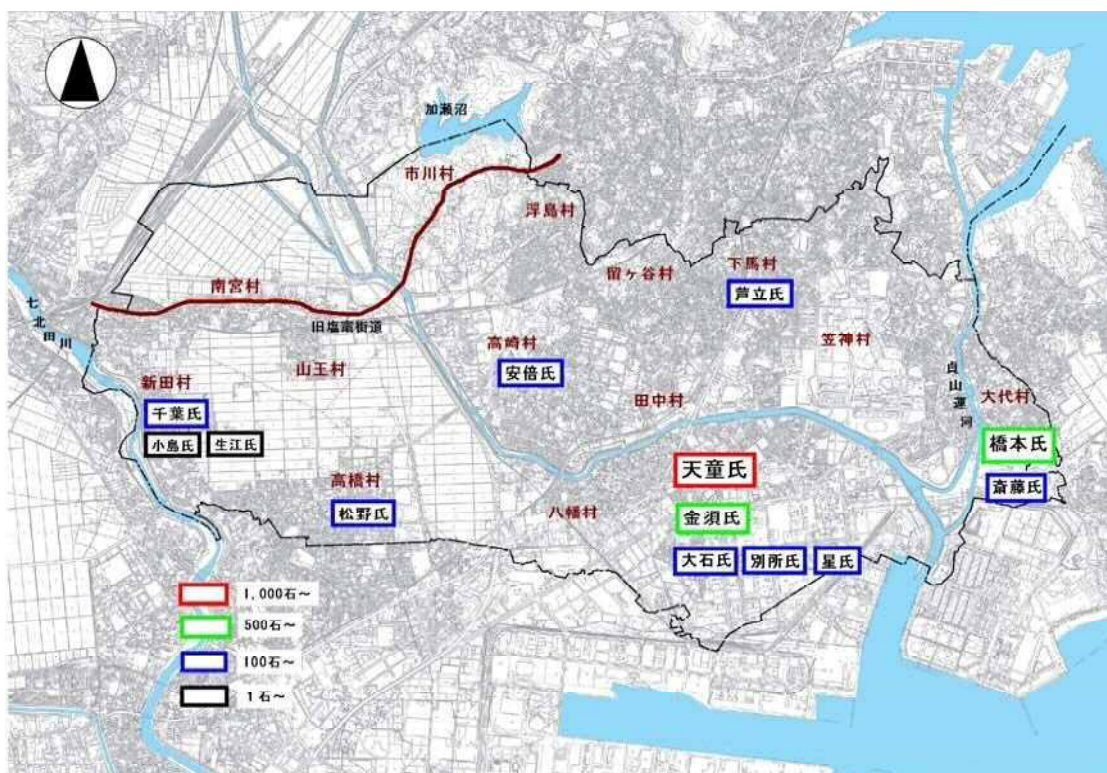 加瀬沼
市川村
浮島村
留ヶ谷村
下馬村
芦立氏
南宮村
旧塩竈街道
七北田川
高崎村
安倍氏
笠神村
山王村
新田村
千葉氏
小島氏
生江氏
田中村
貞山運河
大代村
橋本氏
斎藤氏
高橋村
松野氏
八幡村
天童氏
金須氏
大石氏
別所氏
星氏
1,000石~
500石~
100石~
1石~